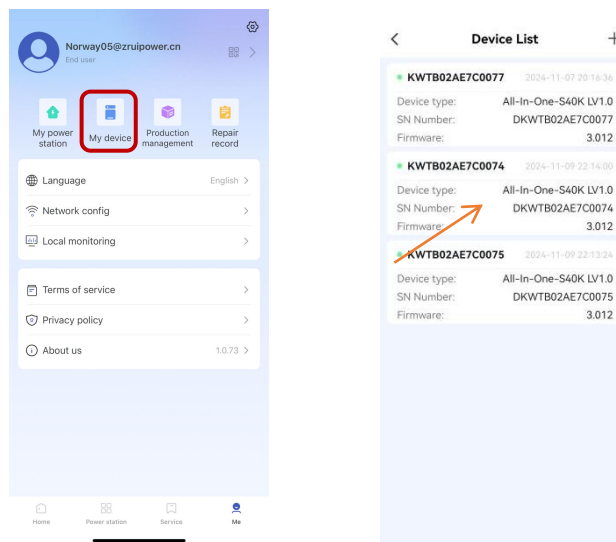 Norway05@zruipower.cn
End user
My power station
My device
Production management
Repair record
Language
English
Network config
Local monitoring
Terms of service
Privacy policy
About us
1.0.73
Home
Power station
Service
Me
Device List
KWTB02AE7C0077 2024-11-07 20:16:36
Device type: All-In-One-S40K LV1.0
SN Number: DKWTB02AE7C0077
Firmware: 3.012
KWTB02AE7C0074 2024-11-09 22:14:00
Device type: All-In-One-S40K LV1.0
SN Number: DKWTB02AE7C0074
Firmware: 3.012
KWTB02AE7C0075 2024-11-09 22:13:24
Device type: All-In-One-S40K LV1.0
SN Number: DKWTB02AE7C0075
Firmware: 3.012